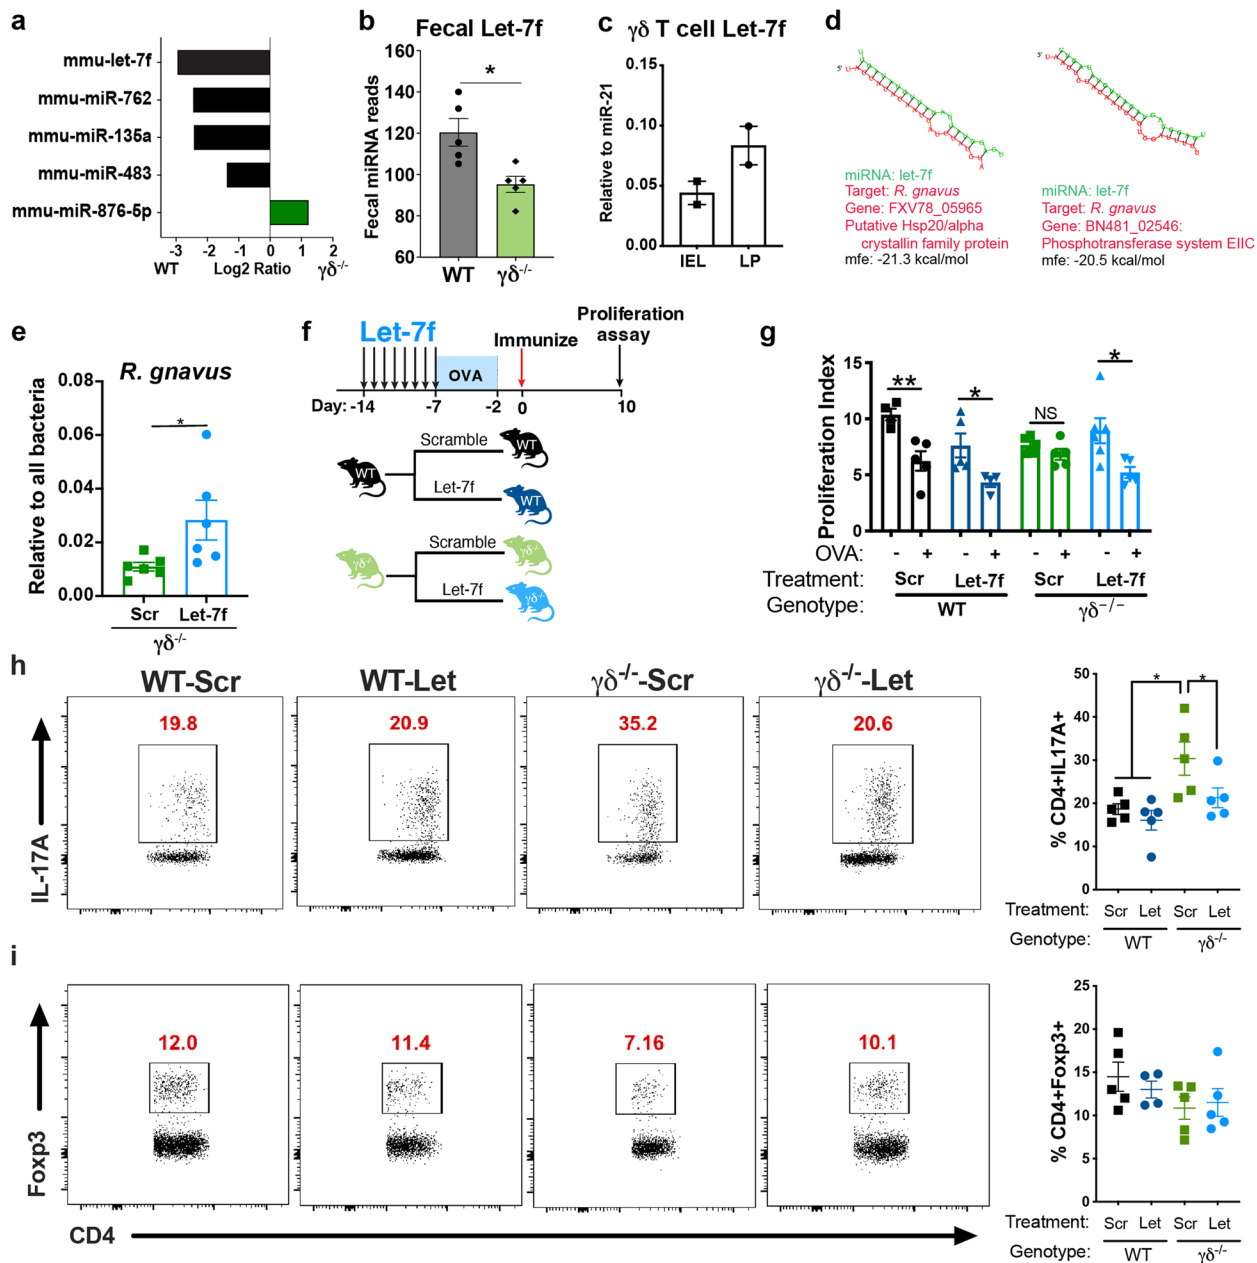 a
mmu-let-7f
mmu-miR-762
mmu-miR-135a
mmu-miR-483
mmu-miR-876-5p
-3 -2 -1 0 1 2
WT Log2 Ratio γδ-/-
b
Fecal Let-7f
Fecal miRNA reads
160
140
120
100
80
60
*
WT γδ-/-
c
γδ T cell Let-7f
Relative to miR-21
0.15
0.10
0.05
0.00
IEL LP
d
5'
miRNA: let-7f
Target: R. gnavus
Gene: FXV78_05965
Putative Hsp20/alpha
crystallin family protein
mfe: -21.3 kcal/mol
5'
miRNA: let-7f
Target: R. gnavus
Gene: BN481_02546:
Phosphotransferase system EIIC
mfe: -20.5 kcal/mol
e
R. gnavus
Relative to all bacteria
0.08
0.06
0.04
0.02
0.00
*
Scr Let-7f
γδ-/-
f
Let-7f
Immunize
Proliferation
assay
OVA
Day: -14 -7 -2 0 10
Scramble
WT
WT
Let-7f
WT
Scramble
γδ-/-
γδ-/-
Let-7f
γδ-/-
g
Proliferation Index
15
10
5
0
** * NS *
OVA: - + - + - + - +
Treatment: Scr Let-7f Scr Let-7f
Genotype: WT γδ−/−
h
WT-Scr WT-Let γδ-/--Scr γδ-/--Let
IL-17A
19.8 20.9 35.2 20.6
% CD4+IL17A+
50
40
30
20
10
0
* *
Treatment: Scr Let Scr Let
Genotype: WT γδ-/-
i
Foxp3
12.0 11.4 7.16 10.1
CD4
% CD4+Foxp3+
25
20
15
10
5
0
Treatment: Scr Let Scr Let
Genotype: WT γδ-/-